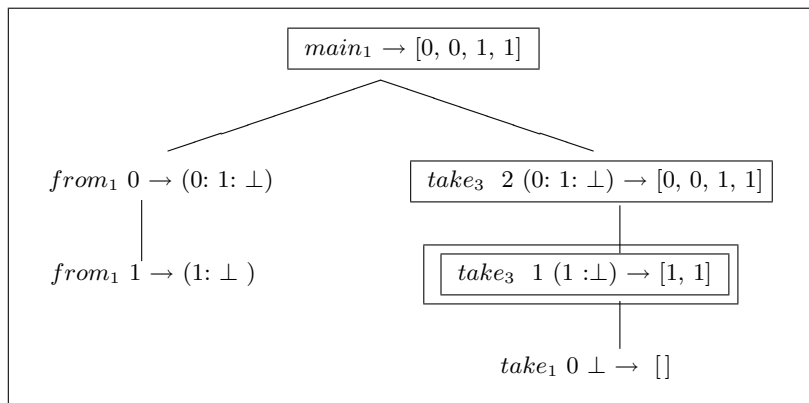 main₁ → [0, 0, 1, 1]
from₁ 0 → (0: 1: ⊥)
take₃ 2 (0: 1: ⊥) → [0, 0, 1, 1]
from₁ 1 → (1: ⊥ )
take₃ 1 (1 :⊥) → [1, 1]
take₁ 0 ⊥ → [ ]